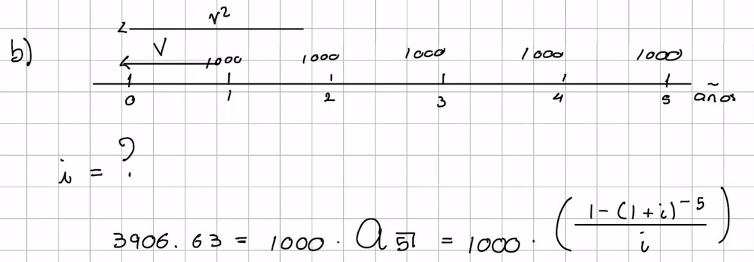 v²
b) V 1000 1000 1000 1000 1000
0 1 2 3 4 5 años
i = ?
3906.63 = 1000 · a5̅| = 1000 · (1-(1+i)⁻⁵ / i)